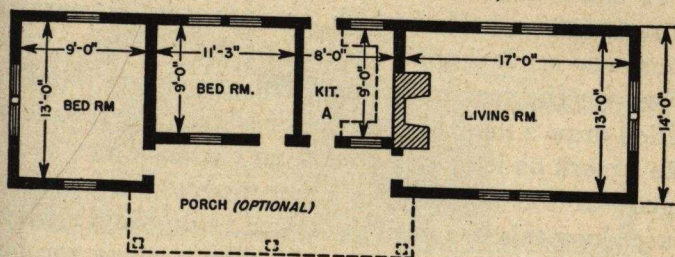 9'-0"
11'-3"
8'-0"
17'-0"
13'-0"
BED RM
9'-0"
BED RM.
KIT.
A
9'-0"
LIVING RM.
13'-0"
14'-0"
PORCH (OPTIONAL)